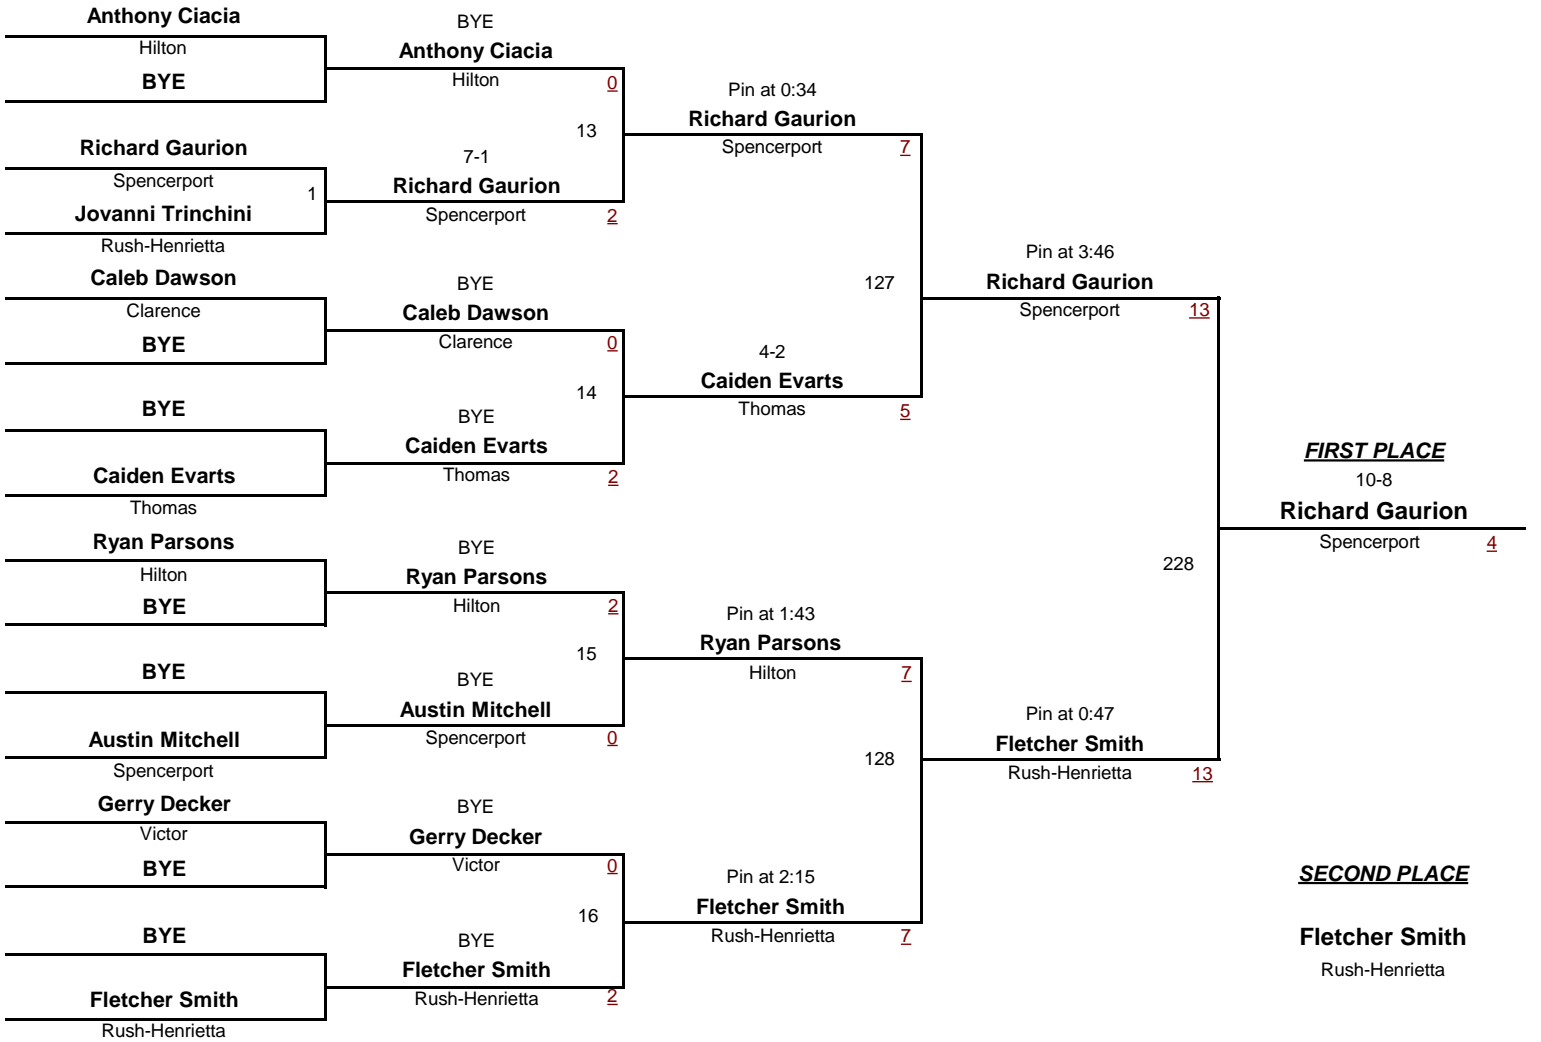 Anthony Ciacia
Hilton
BYE
Richard Gaurion
Spencerport
1
Jovanni Trinchini
Rush-Henrietta
Caleb Dawson
Clarence
BYE
BYE
Caiden Evarts
Thomas
Ryan Parsons
Hilton
BYE
BYE
Austin Mitchell
Spencerport
Gerry Decker
Victor
BYE
BYE
Fletcher Smith
Rush-Henrietta
BYE
Anthony Ciacia
Hilton
0
13
7-1
Richard Gaurion
Spencerport
2
BYE
Caleb Dawson
Clarence
0
14
BYE
Caiden Evarts
Thomas
2
BYE
Ryan Parsons
Hilton
2
15
BYE
Austin Mitchell
Spencerport
0
BYE
Gerry Decker
Victor
0
16
BYE
Fletcher Smith
Rush-Henrietta
2
Pin at 0:34
Richard Gaurion
Spencerport
7
127
4-2
Caiden Evarts
Thomas
5
Pin at 1:43
Ryan Parsons
Hilton
7
128
Pin at 2:15
Fletcher Smith
Rush-Henrietta
7
Pin at 3:46
Richard Gaurion
Spencerport
13
228
Pin at 0:47
Fletcher Smith
Rush-Henrietta
13
FIRST PLACE
10-8
Richard Gaurion
Spencerport
4
SECOND PLACE
Fletcher Smith
Rush-Henrietta